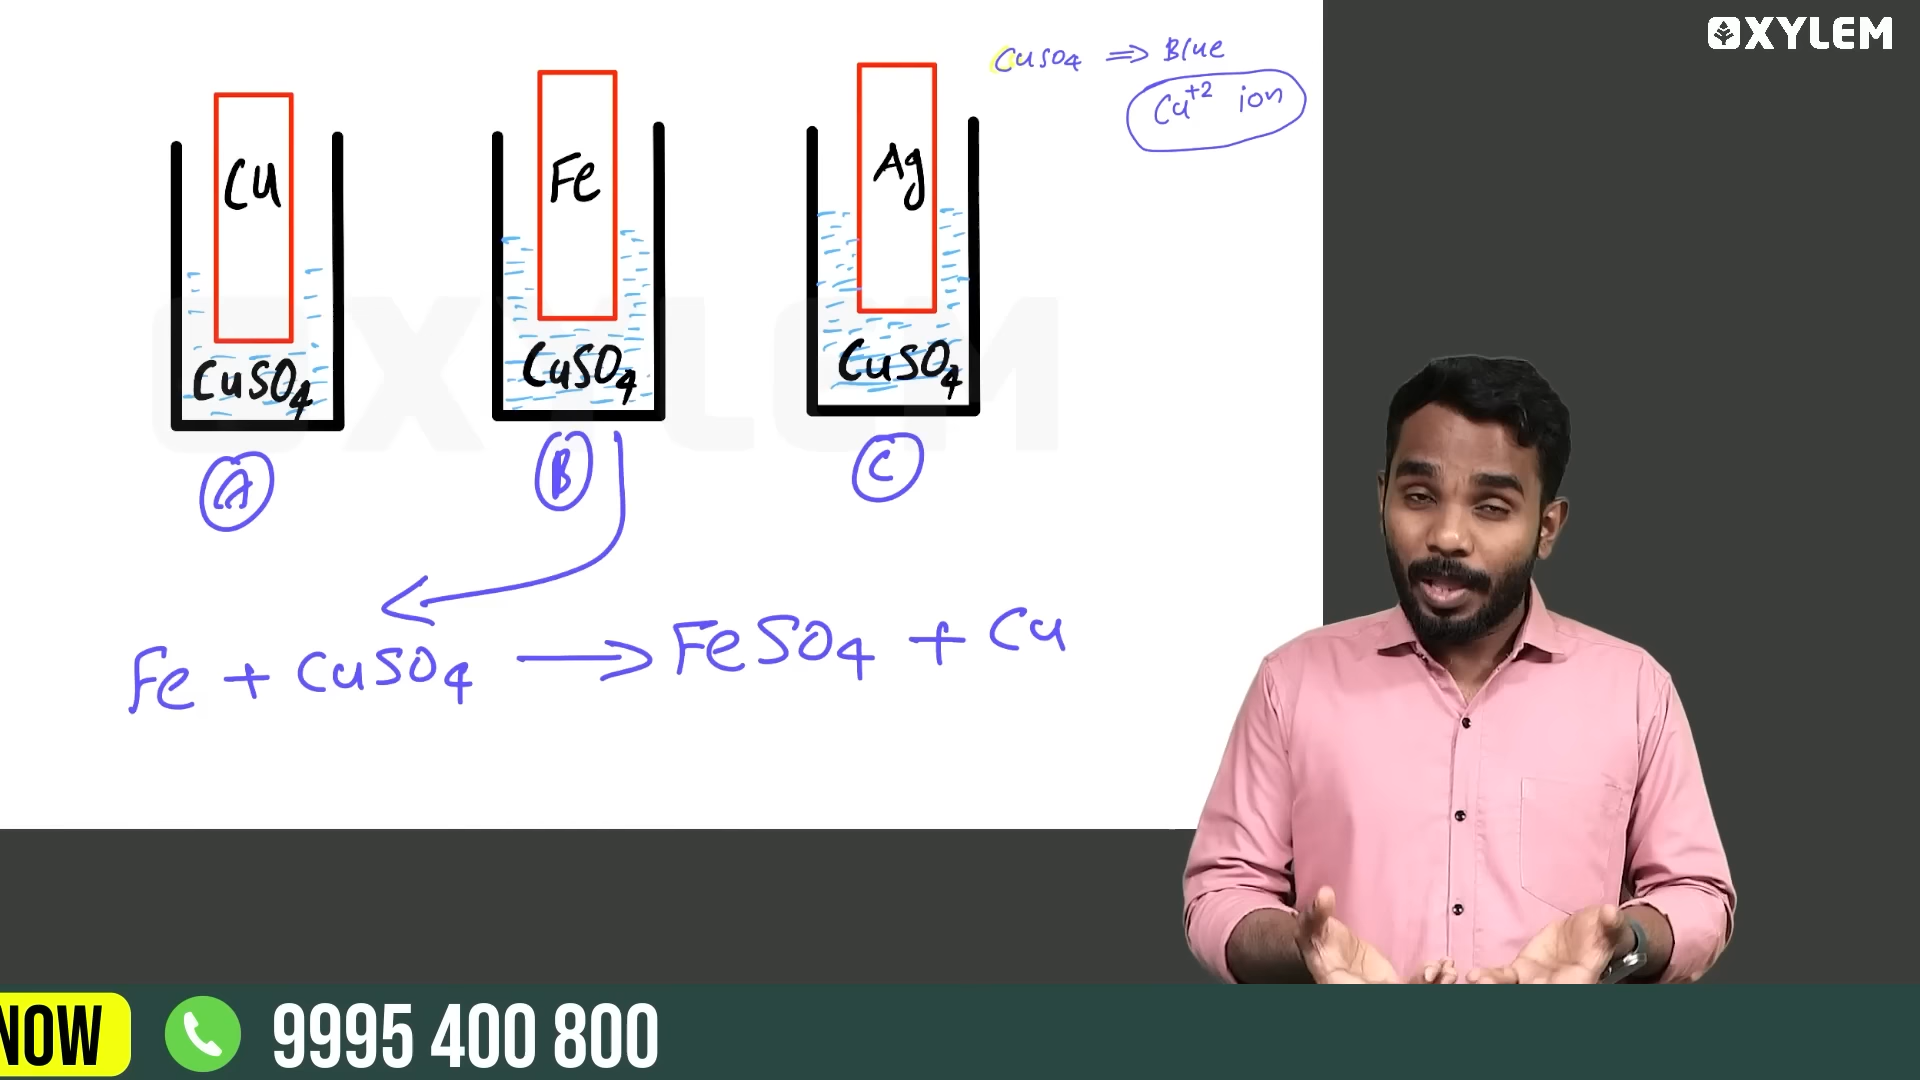 XYLEM
CuSO4 ⇒ Blue
Cu+2 ion
Cu
Fe
Ag
XYLEM
CuSO4
CuSO4
CuSO4
A
B
C
Fe + CuSO4 → FeSO4 + Cu
NOW
9995 400 800